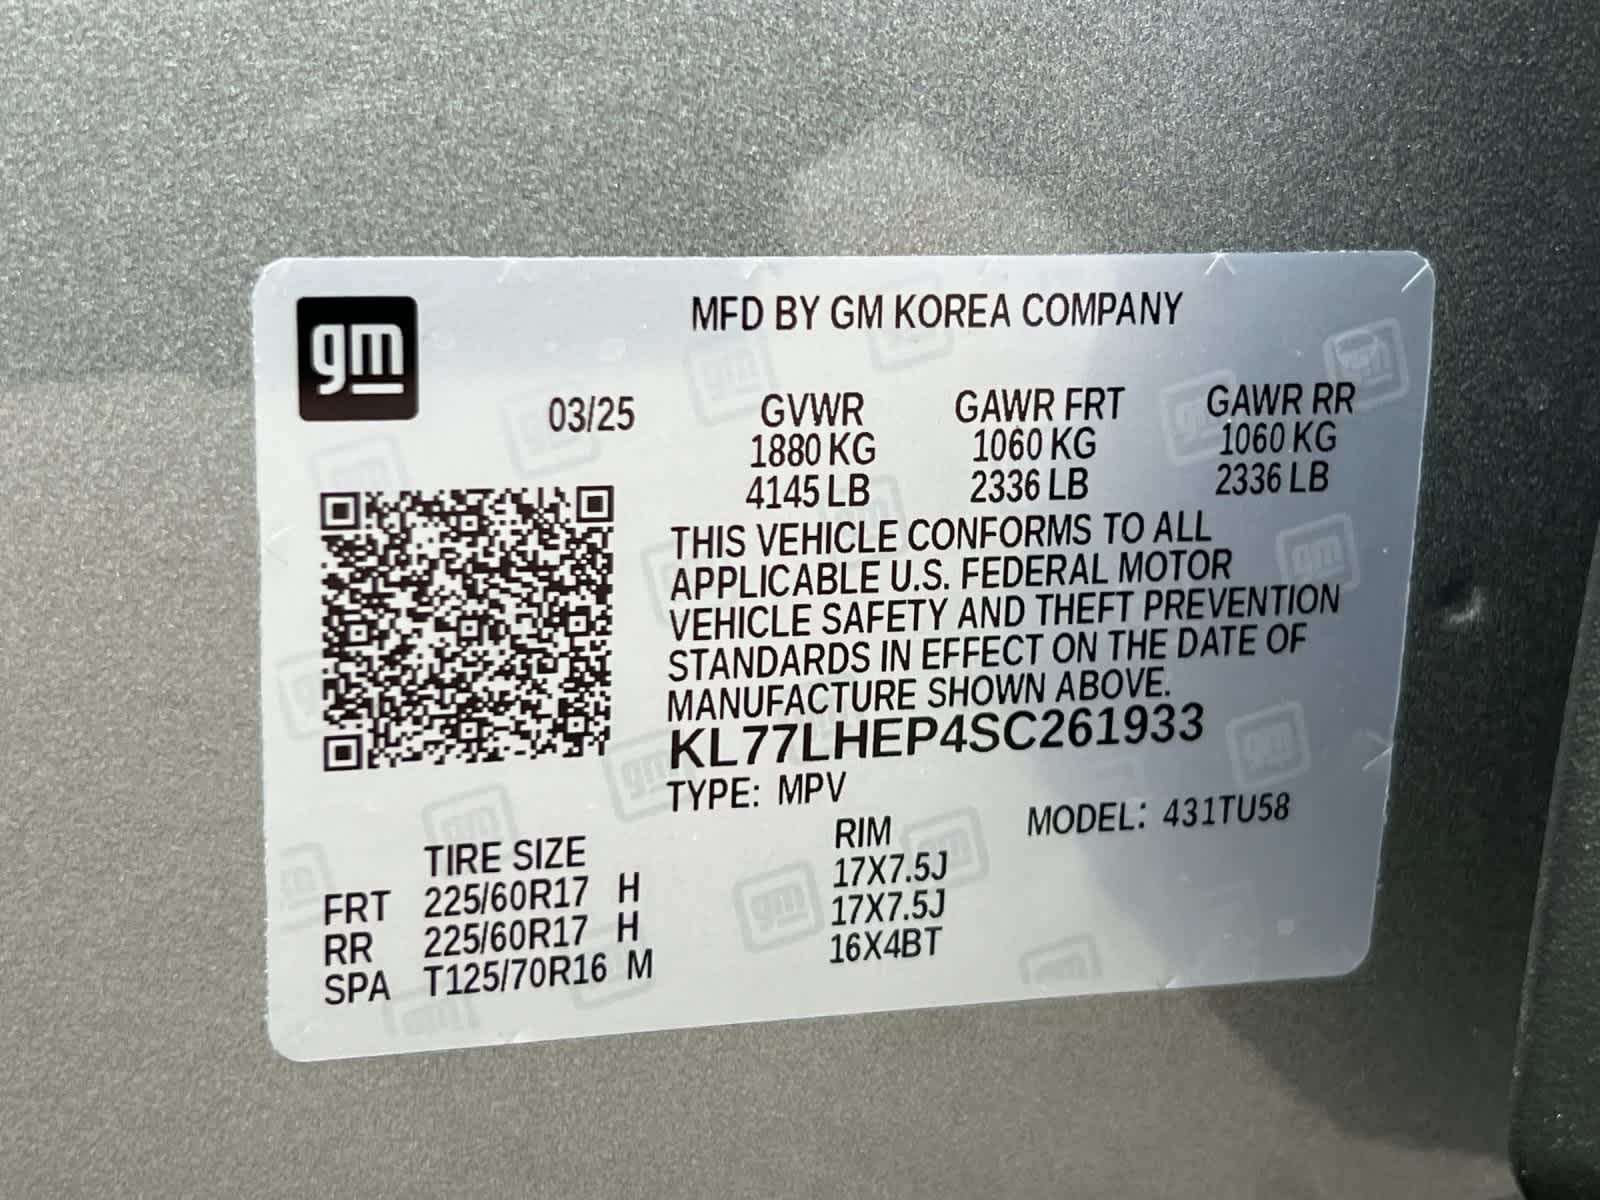 gm
MFD BY GM KOREA COMPANY
03/25 GVWR GAWR FRT GAWR RR
1880 KG 1060 KG 1060 KG
4145 LB 2336 LB 2336 LB
THIS VEHICLE CONFORMS TO ALL
APPLICABLE U.S. FEDERAL MOTOR
VEHICLE SAFETY AND THEFT PREVENTION
STANDARDS IN EFFECT ON THE DATE OF
MANUFACTURE SHOWN ABOVE.
KL77LHEP4SC261933
TYPE: MPV
MODEL: 431TU58
TIRE SIZE RIM
FRT 225/60R17 H 17X7.5J
RR 225/60R17 H 17X7.5J
SPA T125/70R16 M 16X4BT